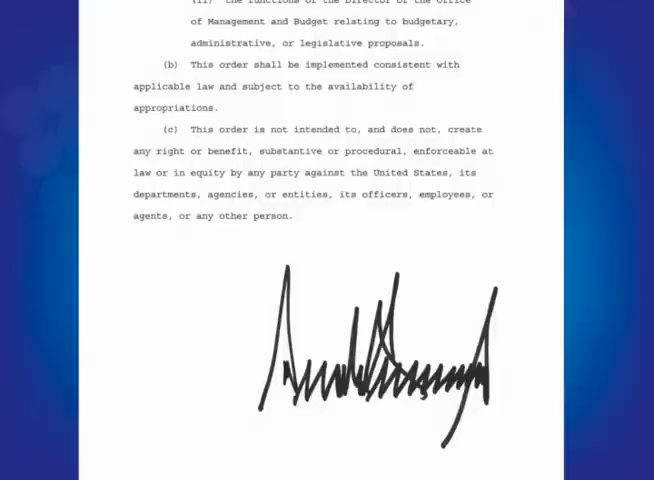 (ii) the functions of the Director of the Office
of Management and Budget relating to budgetary,
administrative, or legislative proposals.
(b) This order shall be implemented consistent with
applicable law and subject to the availability of
appropriations.
(c) This order is not intended to, and does not, create
any right or benefit, substantive or procedural, enforceable at
law or in equity by any party against the United States, its
departments, agencies, or entities, its officers, employees, or
agents, or any other person.